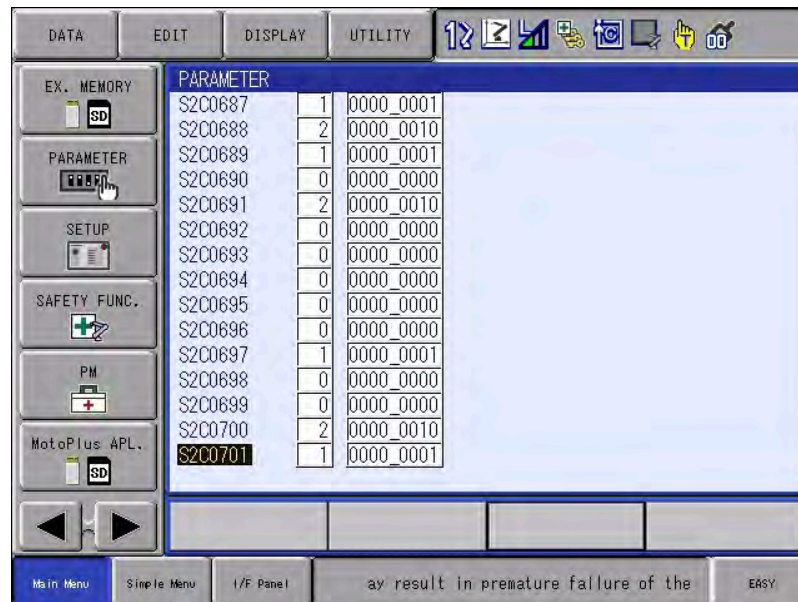 DATA
EDIT
DISPLAY
UTILITY
EX. MEMORY
SD
PARAMETER
SETUP
SAFETY FUNC.
PM
MotoPlus APL.
SD
PARAMETER
S2C0687 1 0000_0001
S2C0688 2 0000_0010
S2C0689 1 0000_0001
S2C0690 0 0000_0000
S2C0691 2 0000_0010
S2C0692 0 0000_0000
S2C0693 0 0000_0000
S2C0694 0 0000_0000
S2C0695 0 0000_0000
S2C0696 0 0000_0000
S2C0697 1 0000_0001
S2C0698 0 0000_0000
S2C0699 0 0000_0000
S2C0700 2 0000_0010
S2C0701 1 0000_0001
Main Menu
Simple Menu
I/F Panel
ay result in premature failure of the
EASY